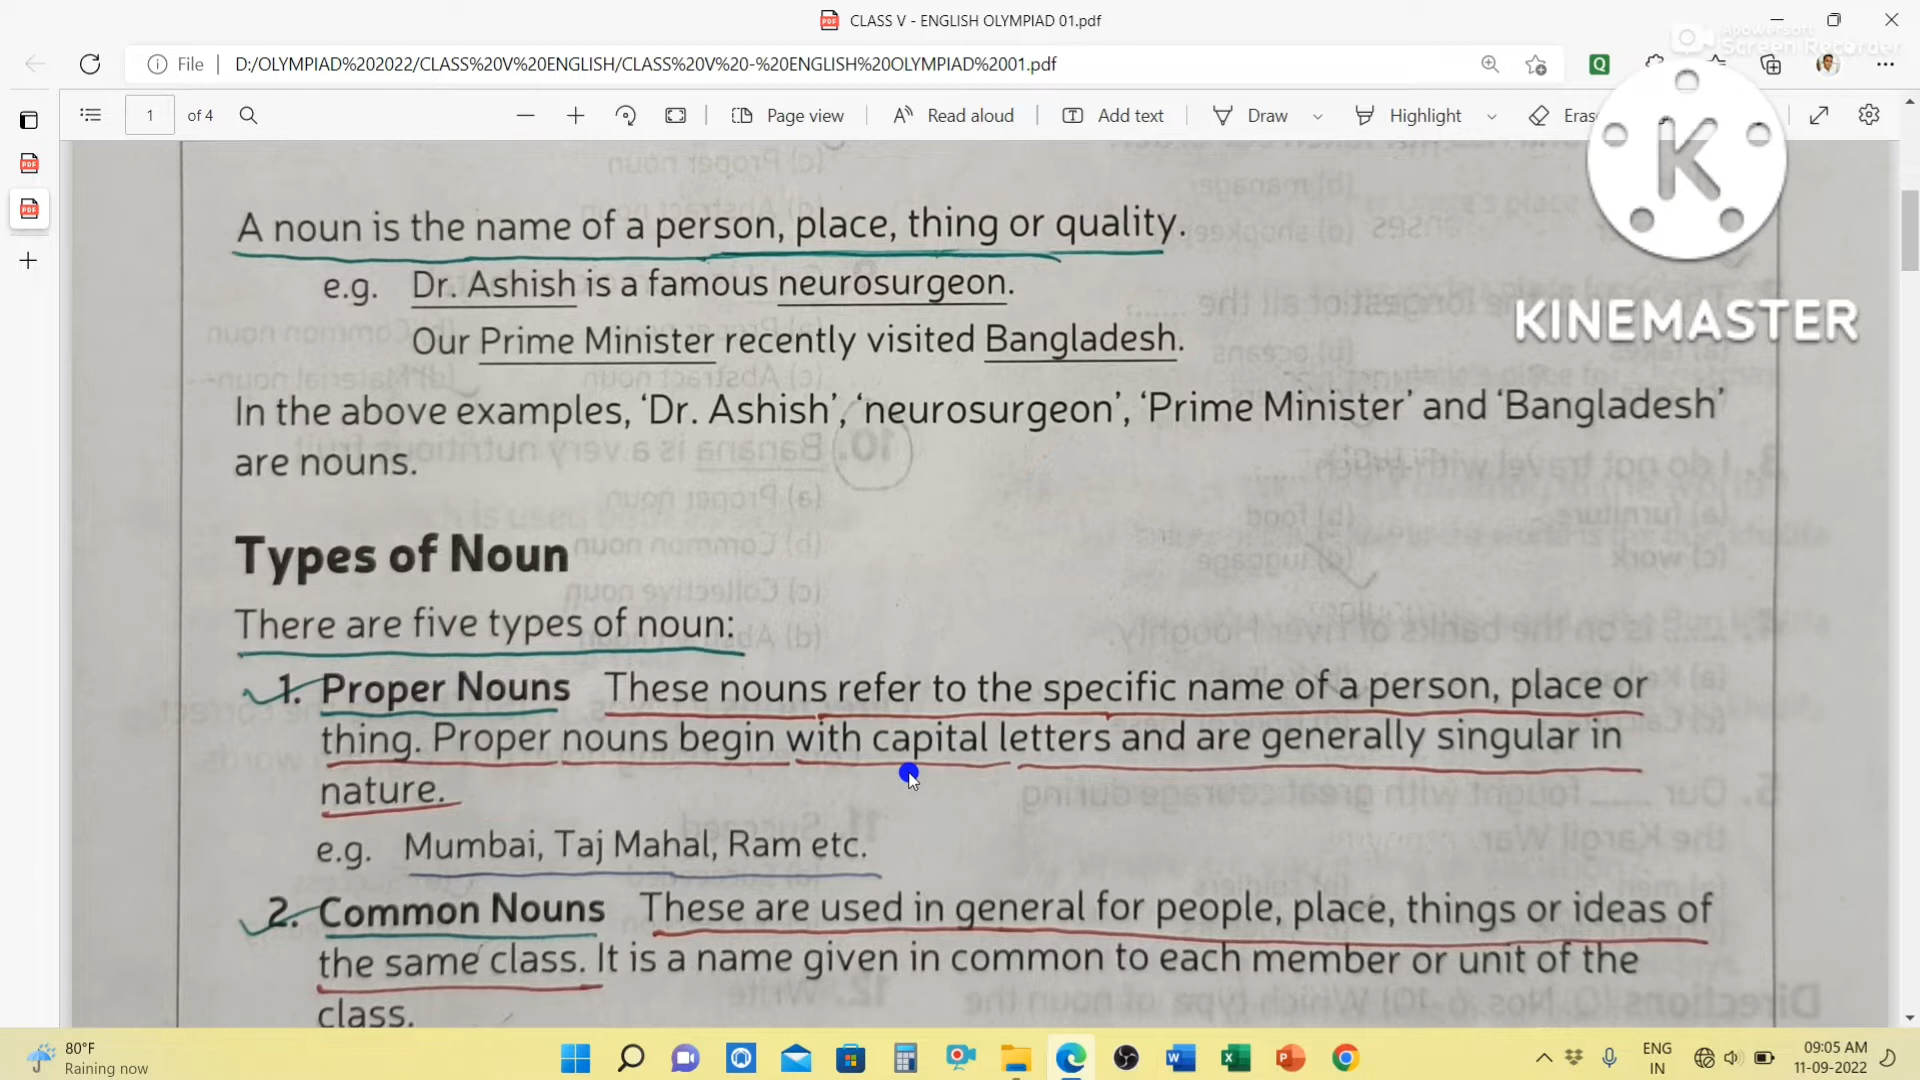 CLASS V - ENGLISH OLYMPIAD 01.pdf
Apowersoft
Screen Recorder
File
D:/OLYMPIAD%202022/CLASS%20V%20ENGLISH/CLASS%20V%20-%20ENGLISH%20OLYMPIAD%2001.pdf
1 of 4 Page view Read aloud Add text Draw Highlight Eras
K
KINEMASTER
A noun is the name of a person, place, thing or quality.
e.g. Dr. Ashish is a famous neurosurgeon.
Our Prime Minister recently visited Bangladesh.
In the above examples, ‘Dr. Ashish’, ‘neurosurgeon’, ‘Prime Minister’ and ‘Bangladesh’
are nouns.
Types of Noun
There are five types of noun:
1. Proper Nouns These nouns refer to the specific name of a person, place or
thing. Proper nouns begin with capital letters and are generally singular in
nature.
e.g. Mumbai, Taj Mahal, Ram etc.
2. Common Nouns These are used in general for people, place, things or ideas of
the same class. It is a name given in common to each member or unit of the
class.
80°F
Raining now
ENG
IN
09:05 AM
11-09-2022